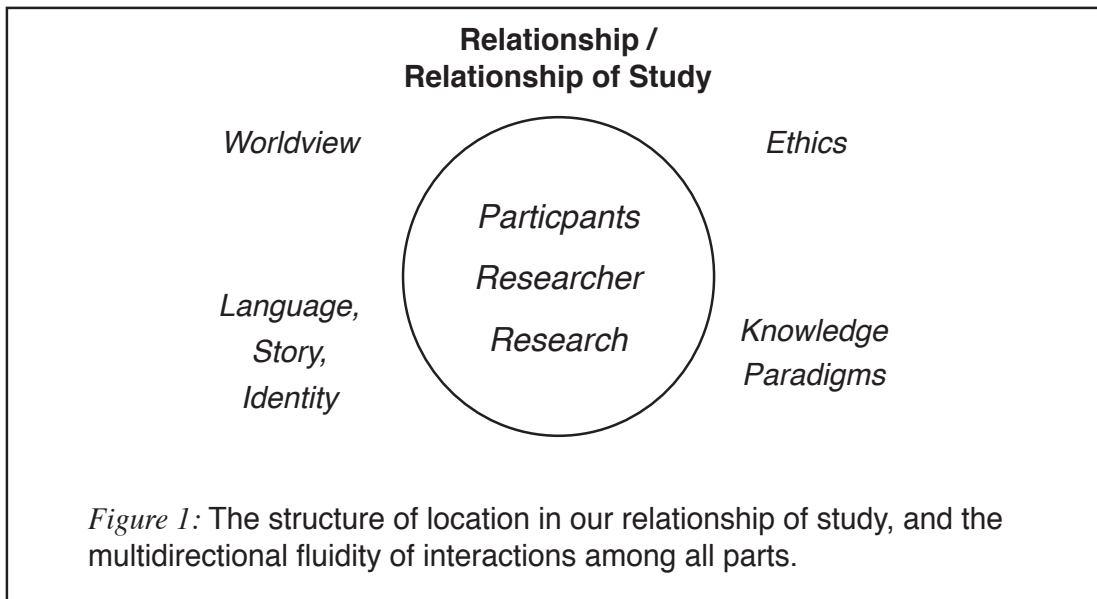 Relationship /
Relationship of Study
Worldview
Ethics
Particpants
Researcher
Research
Language,
Story,
Identity
Knowledge
Paradigms
Figure 1: The structure of location in our relationship of study, and the
multidirectional fluidity of interactions among all parts.